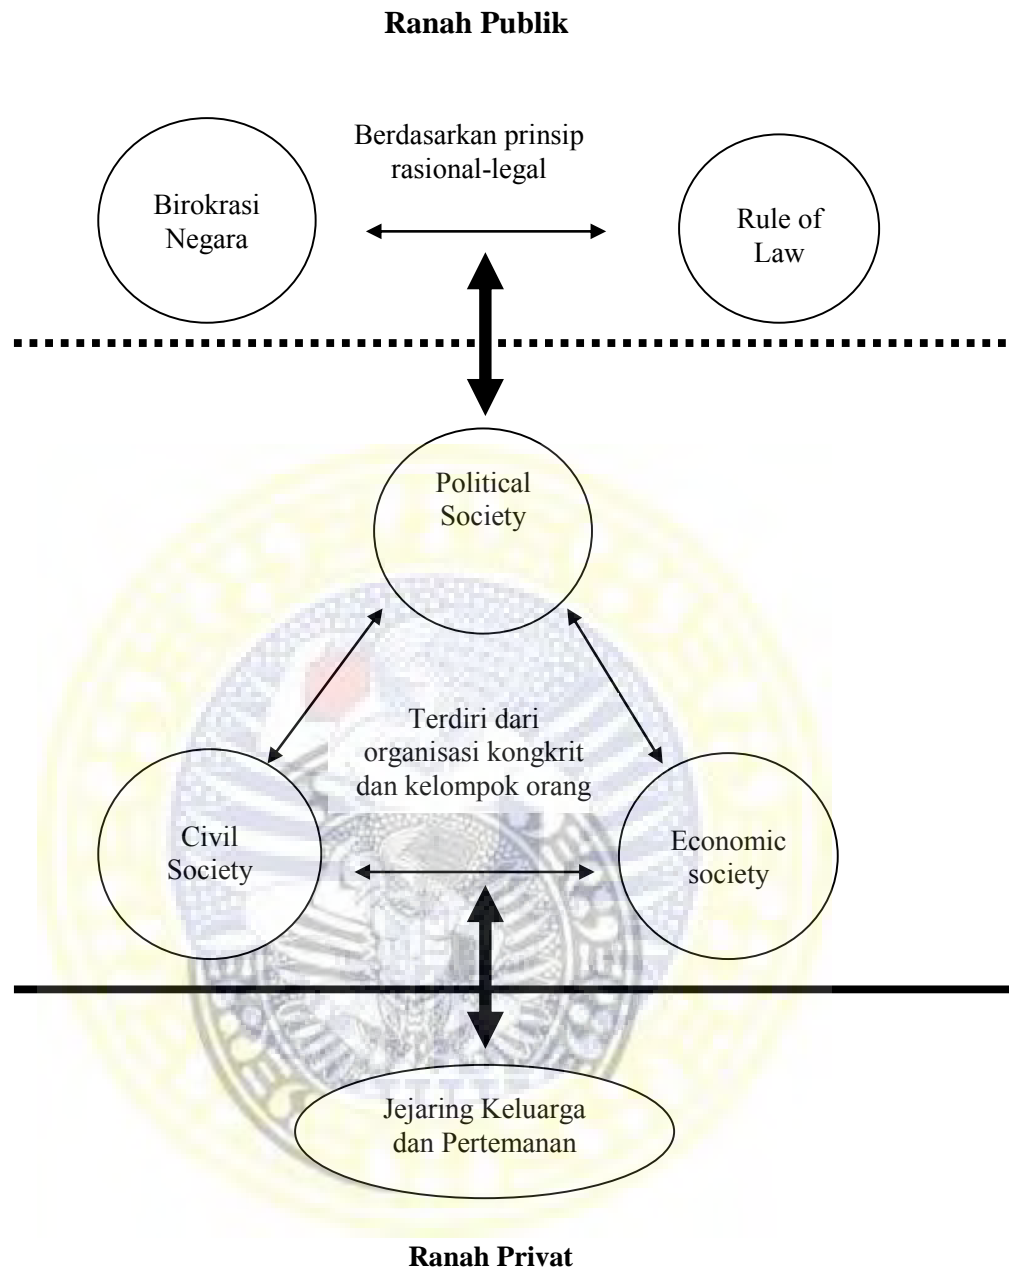 Ranah Publik
Berdasarkan prinsip
rasional-legal
Birokrasi
Negara
Rule of
Law
Political
Society
Terdiri dari
organisasi kongkrit
dan kelompok orang
Civil
Society
Economic
society
Jejaring Keluarga
dan Pertemanan
Ranah Privat